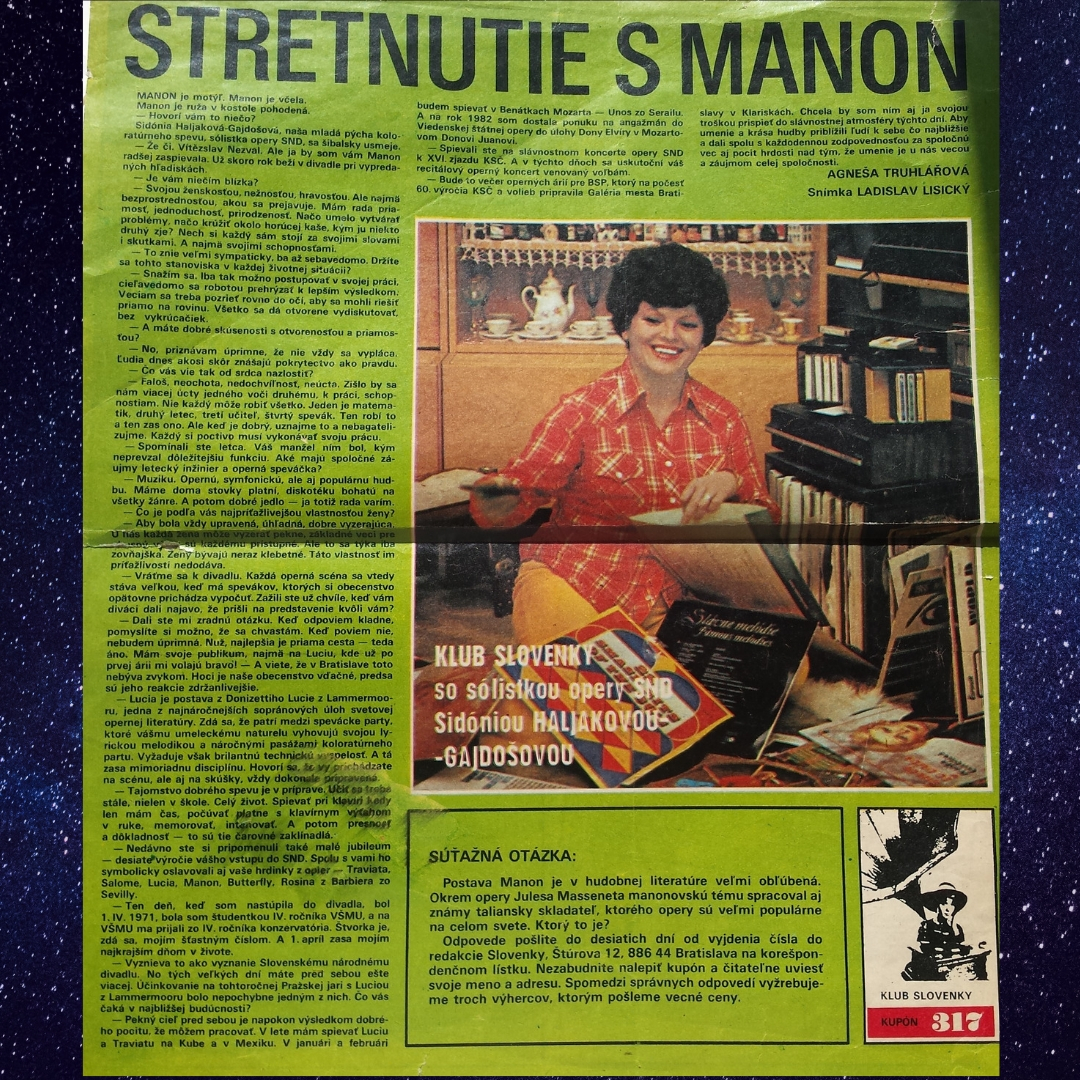 STRETNUTIE S MANON
MANON je motýľ. Manon je včela.
Manon je ruža v kostole pohodená.
— Hovorí vám to niečo?
Sidónia Haljaková-Gajdošová, naša mladá pýcha kolo-
ratúrneho spevu, sólistka opery SND, sa šibalsky usmeje.
— Že či. Vítězslav Nezval. Ale ja by som vám Manon
radšej zaspievala. Už skoro rok beží v divadle pri vypreda-
ných hľadiskách.
— Je vám niečím blízka?
— Svojou ženskosťou, nežnosťou, hravosťou. Ale najmä
bezprostrednosťou, akou sa prejavuje. Mám rada pria-
mosť, jednoduchosť, prirodzenosť. Načo umelo vytvárať
problémy, načo krúžiť okolo horúcej kaše, kým ju niekto
druhý zje? Nech si každý sám stojí za svojimi slovami
i skutkami. A najmä svojimi schopnosťami.
— To znie veľmi sympaticky, ba až sebavedomo. Držíte
sa tohto stanoviska v každej životnej situácii?
— Snažím sa. Iba tak možno postupovať v svojej práci,
cieľavedomo sa robotou prehrýzať k lepším výsledkom.
Veciam sa treba pozrieť rovno do očí, aby sa mohli riešiť
priamo na rovinu. Všetko sa dá otvorene vydiskutovať,
bez vykrúcačiek.
— A máte dobré skúsenosti s otvorenosťou a priamos-
ťou?
— No, priznávam úprimne, že nie vždy sa vypláca.
Ľudia dnes akosi skôr znášajú pokrytectvo ako pravdu.
— Čo vás vie tak od srdca nazlostiť?
— Faloš, neochota, nedochvíľnosť, neúcta. Zišlo by sa
nám viacej úcty jedného voči druhému, k práci, schop-
nostiam. Nie každý môže robiť všetko. Jeden je matema-
tik, druhý letec, tretí učiteľ, štvrtý spevák. Ten robí to
a ten zas ono. Ale keď je dobrý, uznajme to a nebagateli-
zujme. Každý si poctivo musí vykonávať svoju prácu.
— Spomínali ste letca. Váš manžel ním bol, kým
neprevzal dôležitejšiu funkciu. Aké majú spoločné zá-
ujmy letecký inžinier a operná speváčka?
— Muziku. Opernú, symfonickú, ale aj populárnu hud-
bu. Máme doma stovky platní, diskotéku bohatú na
všetky žánre. A potom dobré jedlo — ja totiž rada varím.
— Čo je podľa vás najpríťažlivejšou vlastnosťou ženy?
— Aby bola vždy upravená, úhľadná, dobre vyzerajúca.
U nás každá žena môže vyzerať pekne, základné veci pre
sú každému prístupné. Ale to sa týka iba
zovňajška. Ženy bývajú neraz klebetné. Táto vlastnosť im
príťažlivosti nedodáva.
— Vráťme sa k divadlu. Každá operná scéna sa vtedy
stáva veľkou, keď má spevákov, ktorých si obecenstvo
opätovne prichádza vypočuť. Zažili ste už chvíle, keď vám
diváci dali najavo, že prišli na predstavenie kvôli vám?
— Dali ste mi zradnú otázku. Keď odpoviem kladne,
pomyslíte si možno, že sa chvastám. Keď poviem nie,
nebudem úprimná. Nuž, najlepšia je priama cesta — teda
áno. Mám svoje publikum, najmä na Luciu, kde už po
prvej árii mi volajú bravó! — A viete, že v Bratislave toto
nebýva zvykom. Hoci je naše obecenstvo vďačné, predsa
sú jeho reakcie zdržanlivejšie.
— Lucia je postava z Donizettiho Lucie z Lammermoo-
ru, jedna z najnáročnejších sopránových úloh svetovej
opernej literatúry. Zdá sa, že patrí medzi spevácke party,
ktoré vášmu umeleckému naturelu vyhovujú svojou ly-
rickou melodikou a náročnými pasážami koloratúrneho
partu. Vyžaduje však brilantnú technickú vyspelosť. A tá
zasa mimoriadnu disciplínu. Hovorí sa, že vy prichádzate
na scénu, ale aj na skúšky, vždy dokonale pripravená.
— Tajomstvo dobrého spevu je v príprave. Učiť sa treba
stále, nielen v škole. Celý život. Spievať pri klavíri kedy
len mám čas, počúvať platne s klavírnym výťahom
v ruke, memorovať, intonovať. A potom presnosť
a dôkladnosť — to sú tie čarovné zaklínadlá.
— Nedávno ste si pripomenuli také malé jubileum
— desiate výročie vášho vstupu do SND. Spolu s vami ho
symbolicky oslavovali aj vaše hrdinky z opier — Traviata,
Salome, Lucia, Manon, Butterfly, Rosina z Barbiera zo
Sevilly.
— Ten deň, keď som nastúpila do divadla, bol
1. IV. 1971, bola som študentkou IV. ročníka VŠMU, a na
VŠMU ma prijali zo IV. ročníka konzervatória. Štvorka je,
zdá sa, mojím šťastným číslom. A 1. apríl zasa mojím
najkrajším dňom v živote.
— Vyznieva to ako vyznanie Slovenskému národnému
divadlu. No tých veľkých dní máte pred sebou ešte
viacej. Účinkovanie na tohtoročnej Pražskej jari s Luciou
z Lammermooru bolo nepochybne jedným z nich. Čo vás
čaká v najbližšej budúcnosti?
— Pekný cieľ pred sebou je napokon výsledkom dobré-
ho pocitu, že môžem pracovať. V lete mám spievať Luciu
a Traviatu na Kube a v Mexiku. V januári a februári
budem spievať v Benátkach Mozarta — Únos zo Serailu.
A na rok 1982 som dostala ponuku na angažmán do
Viedenskej štátnej opery do úlohy Dony Elvíry v Mozarto-
vom Donovi Juanovi.
— Spievali ste na slávnostnom koncerte opery SND
k XVI. zjazdu KSČ. A v týchto dňoch sa uskutoční váš
recitálový operný koncert venovaný voľbám.
— Bude to večer operných árií pre BSP, ktorý na počesť
60. výročia KSČ a volieb pripravila Galéria mesta Brati-
slavy v Klariskách. Chcela by som ním aj ja svojou
troškou prispieť do slávnostnej atmosféry týchto dní. Aby
umenie a krása hudby priblížili ľudí k sebe čo najbližšie
a dali spolu s každodennou zodpovednosťou za spoločnú
vec aj pocit hrdosti nad tým, že umenie je u nás vecou
a záujmom celej spoločnosti.
AGNEŠA TRUHLÁŘOVÁ
Snímka LADISLAV LISICKÝ
Slávne melódie
Famous melodies
KLUB SLOVENKY
so sólistkou opery SND
Sidóniou HALJAKOVOU-
-GAJDOŠOVOU
SÚŤAŽNÁ OTÁZKA:
Postava Manon je v hudobnej literatúre veľmi obľúbená.
Okrem opery Julesa Masseneta manonovskú tému spracoval aj
známy taliansky skladateľ, ktorého opery sú veľmi populárne
na celom svete. Ktorý to je?
Odpovede pošlite do desiatich dní od vyjdenia čísla do
redakcie Slovenky, Štúrova 12, 886 44 Bratislava na korešpon-
denčnom lístku. Nezabudnite nalepiť kupón a čitateľne uviesť
svoje meno a adresu. Spomedzi správnych odpovedí vyžrebuje-
me troch výhercov, ktorým pošleme vecné ceny.
KLUB SLOVENKY
KUPÓN 317